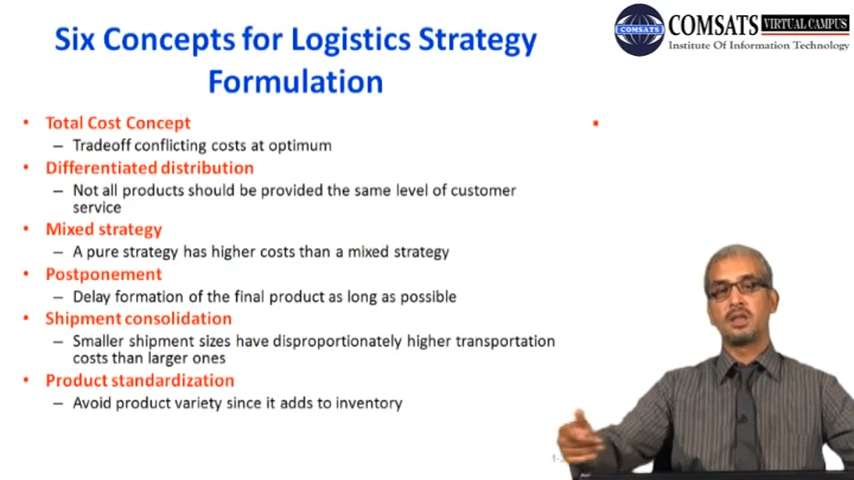 Six Concepts for Logistics Strategy
Formulation
COMSATS VIRTUAL CAMPUS
Institute Of Information Technology
COMSATS
• Total Cost Concept
– Tradeoff conflicting costs at optimum
• Differentiated distribution
– Not all products should be provided the same level of customer
service
• Mixed strategy
– A pure strategy has higher costs than a mixed strategy
• Postponement
– Delay formation of the final product as long as possible
• Shipment consolidation
– Smaller shipment sizes have disproportionately higher transportation
costs than larger ones
• Product standardization
– Avoid product variety since it adds to inventory